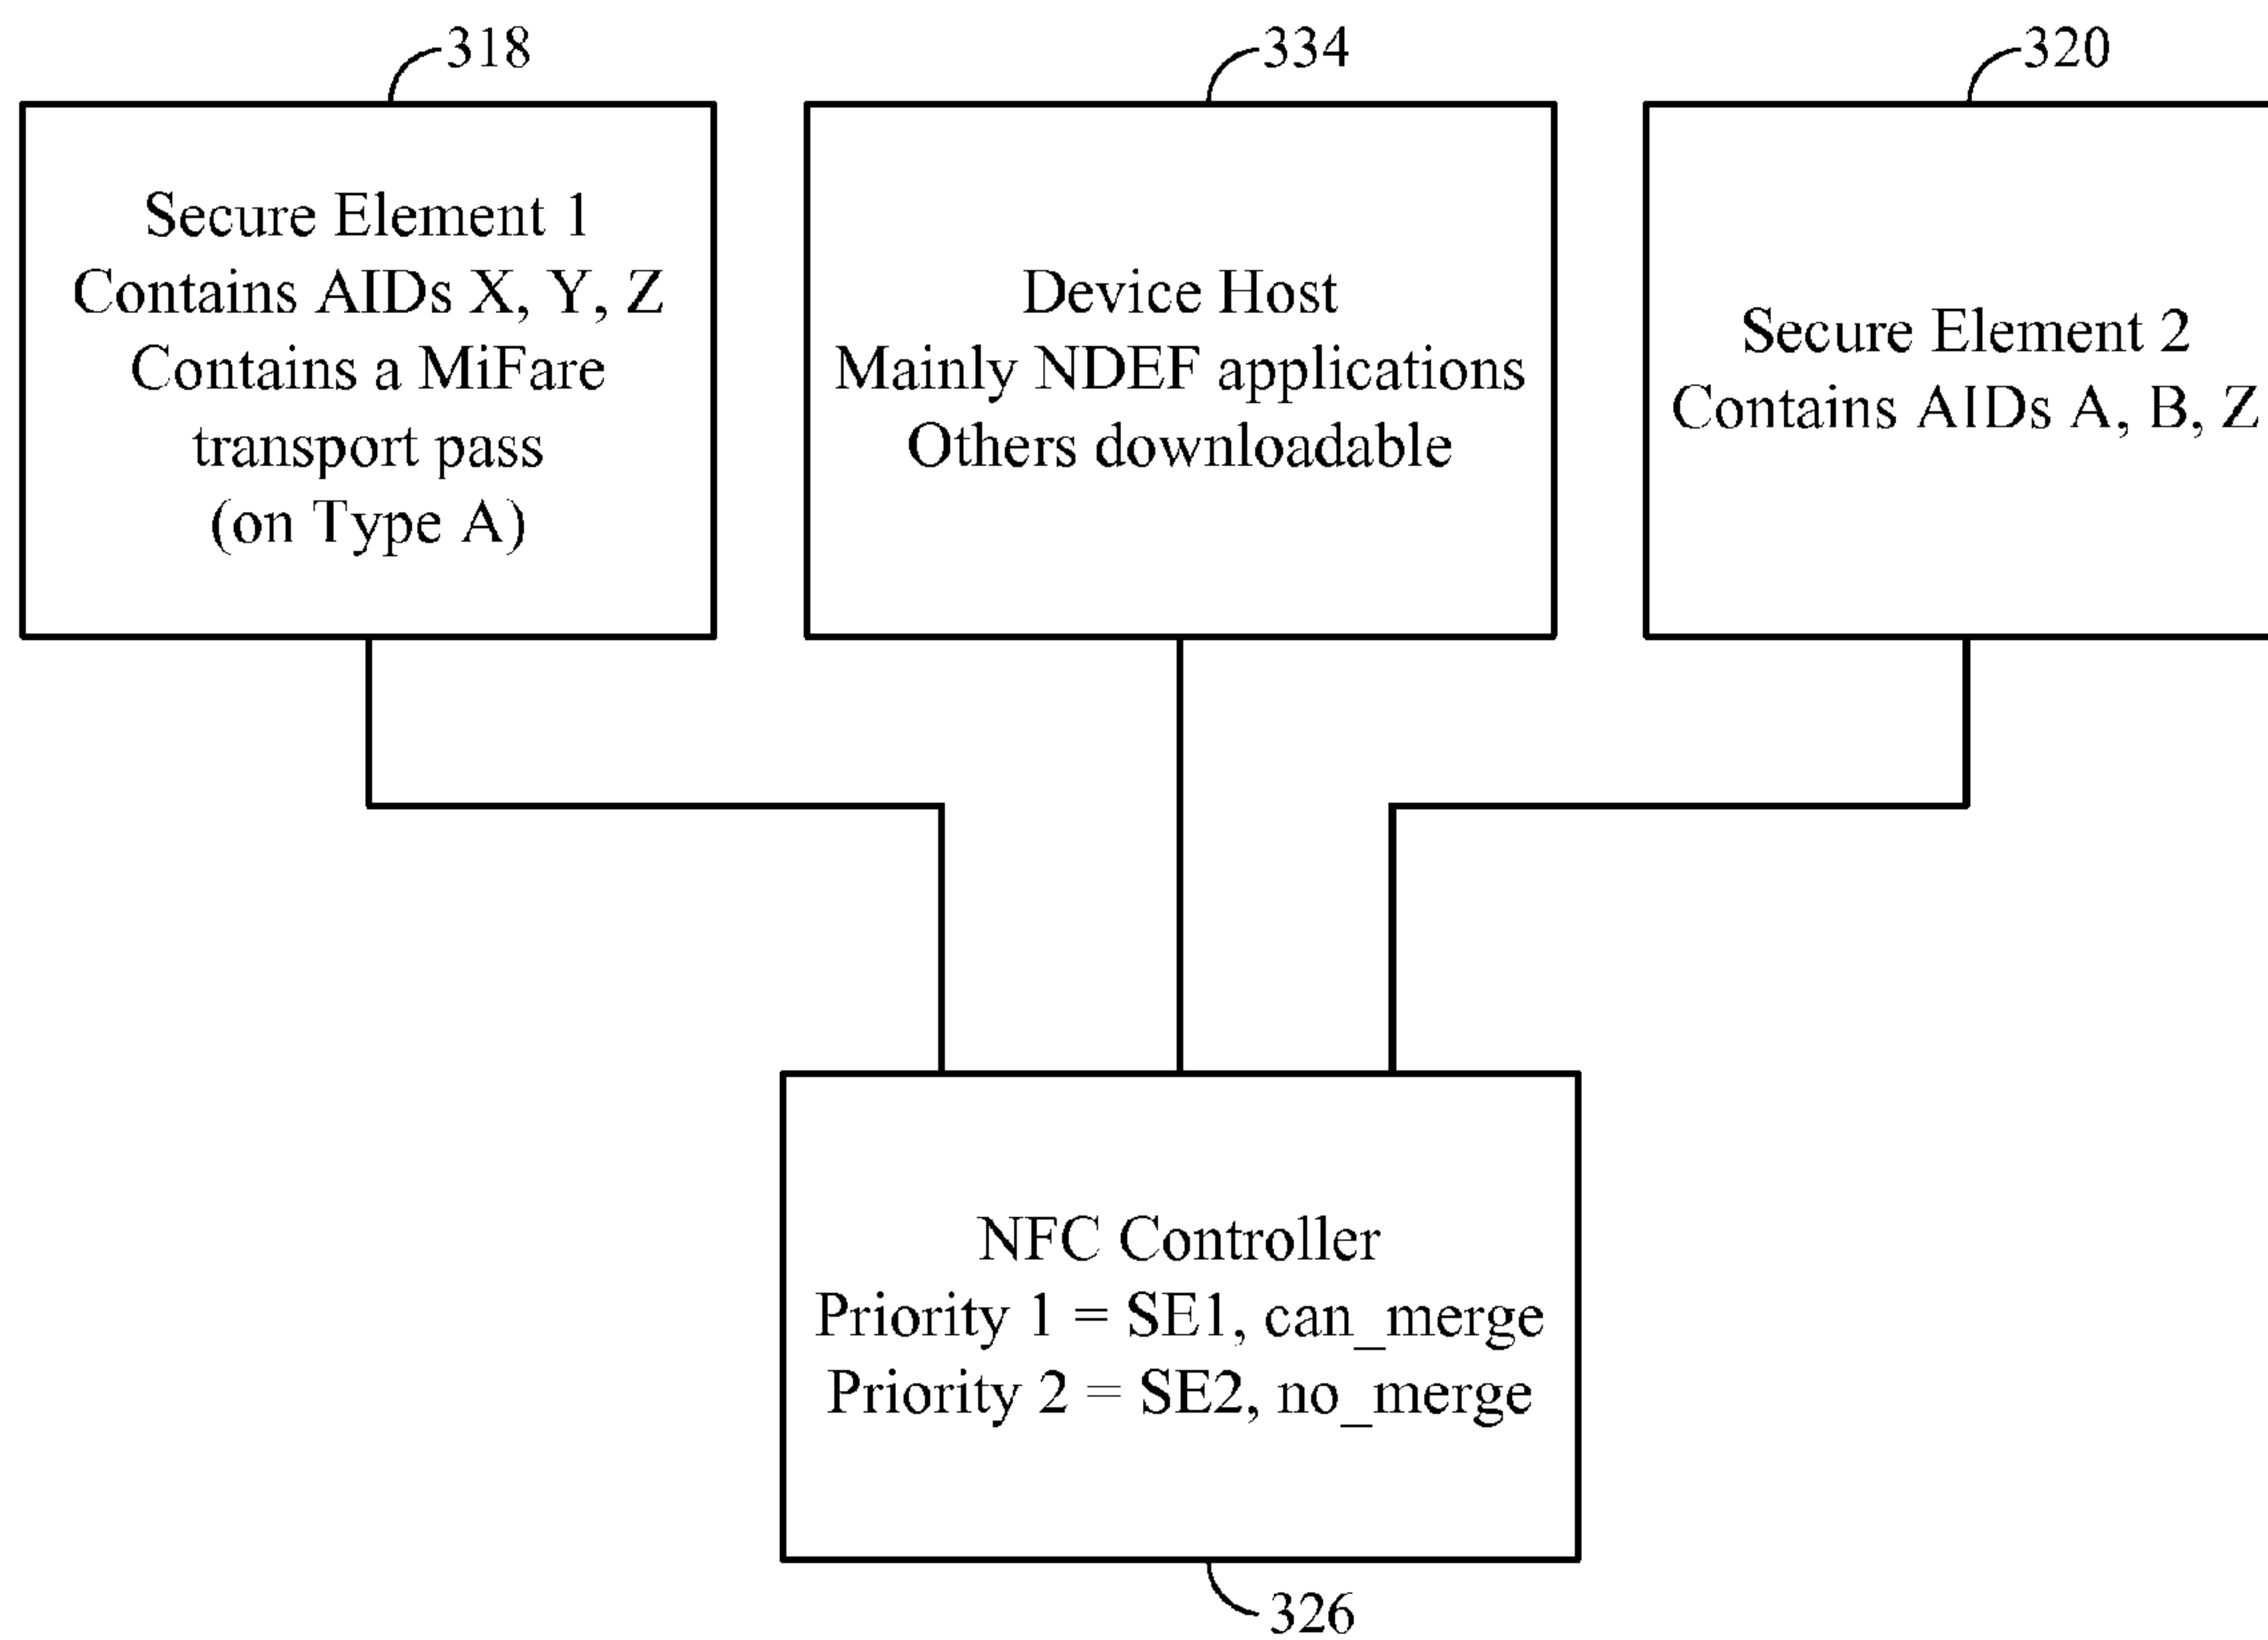 318
Secure Element 1
Contains AIDs X, Y, Z
Contains a MiFare
transport pass
(on Type A)
334
Device Host
Mainly NDEF applications
Others downloadable
320
Secure Element 2
Contains AIDs A, B, Z
NFC Controller
Priority 1 = SE1, can_merge
Priority 2 = SE2, no_merge
326